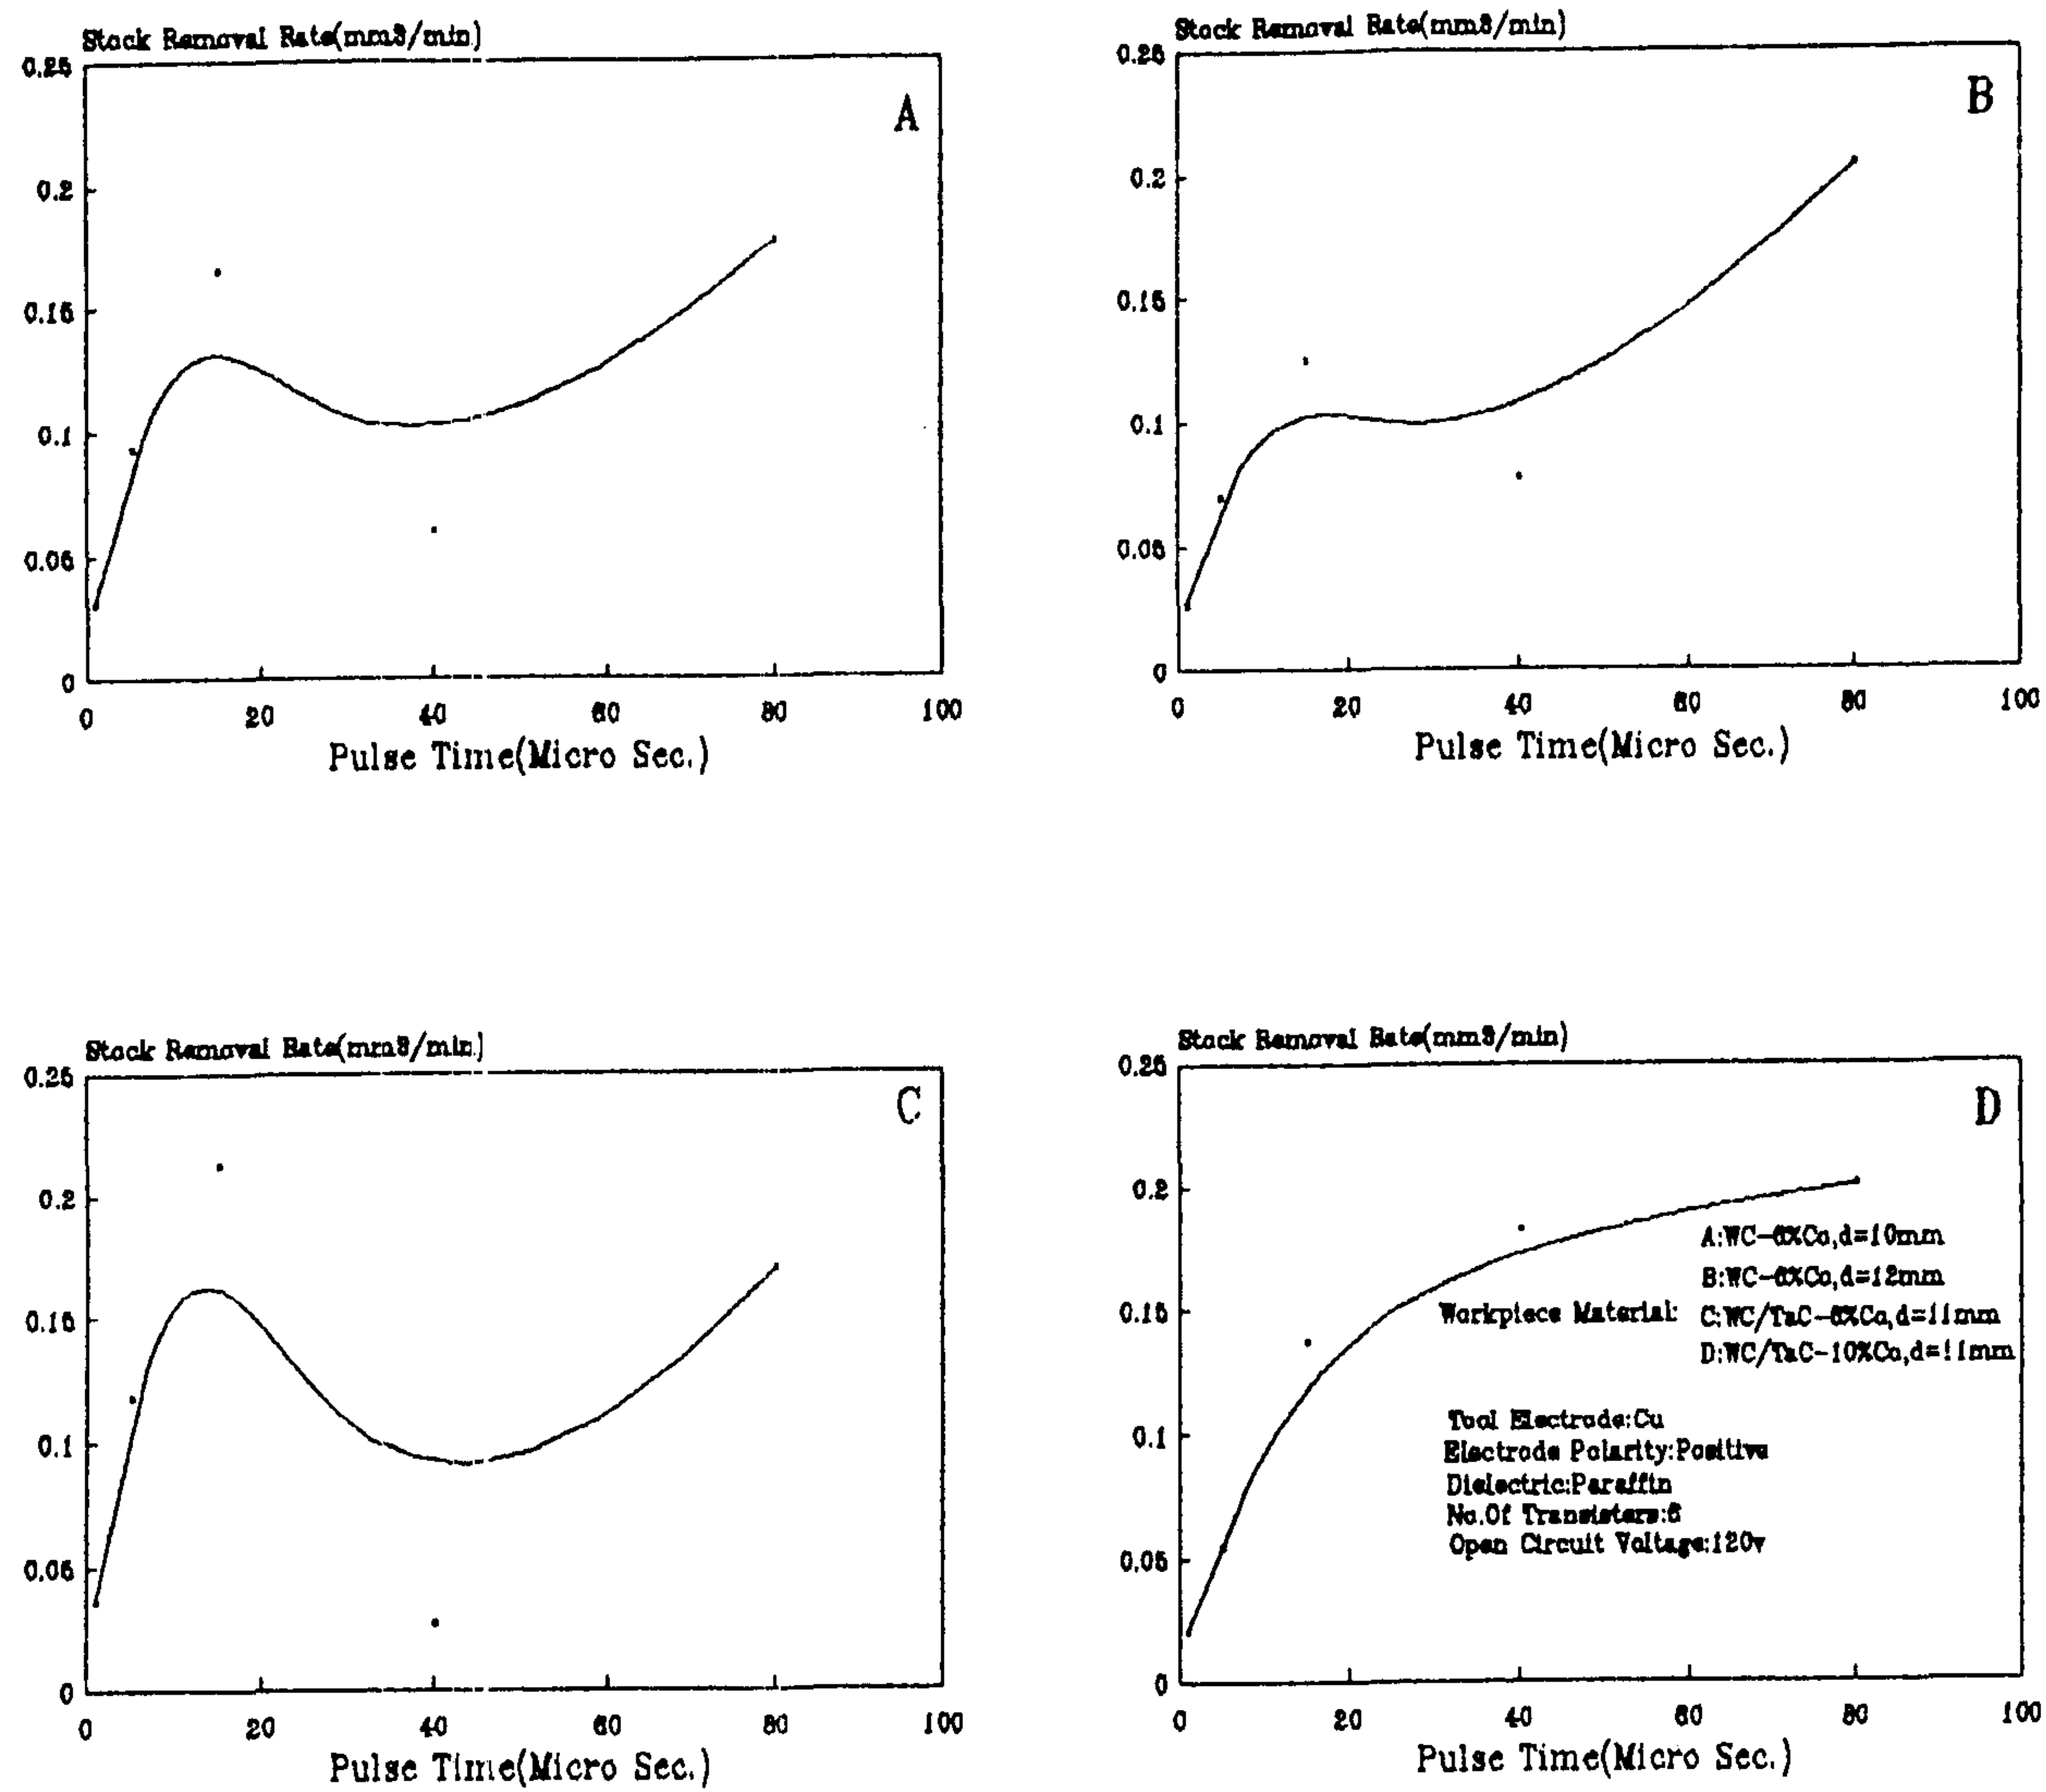 Stock Removal Rate(mm3/min)
A
0.25
0.2
0.15
0.1
0.05
0
0 20 40 60 80 100
Pulse Time(Micro Sec.)
Stock Removal Rate(mm3/min)
B
0.25
0.2
0.15
0.1
0.05
0
0 20 40 60 80 100
Pulse Time(Micro Sec.)
Stock Removal Rate(mm3/min)
C
0.25
0.2
0.15
0.1
0.05
0
0 20 40 60 80 100
Pulse Time(Micro Sec.)
Stock Removal Rate(mm3/min)
D
0.25
0.2
0.15
0.1
0.05
0
A:WC-6%Co,d=10mm
B:WC-6%Co,d=12mm
Workpiece Material: C:WC/TaC-6%Co,d=11mm
D:WC/TaC-10%Co,d=11mm
Tool Electrode:Cu
Electrode Polarity:Positive
Dielectric:Paraffin
No.Of Transisters:6
Open Circuit Voltage:120v
0 20 40 60 80 100
Pulse Time(Micro Sec.)